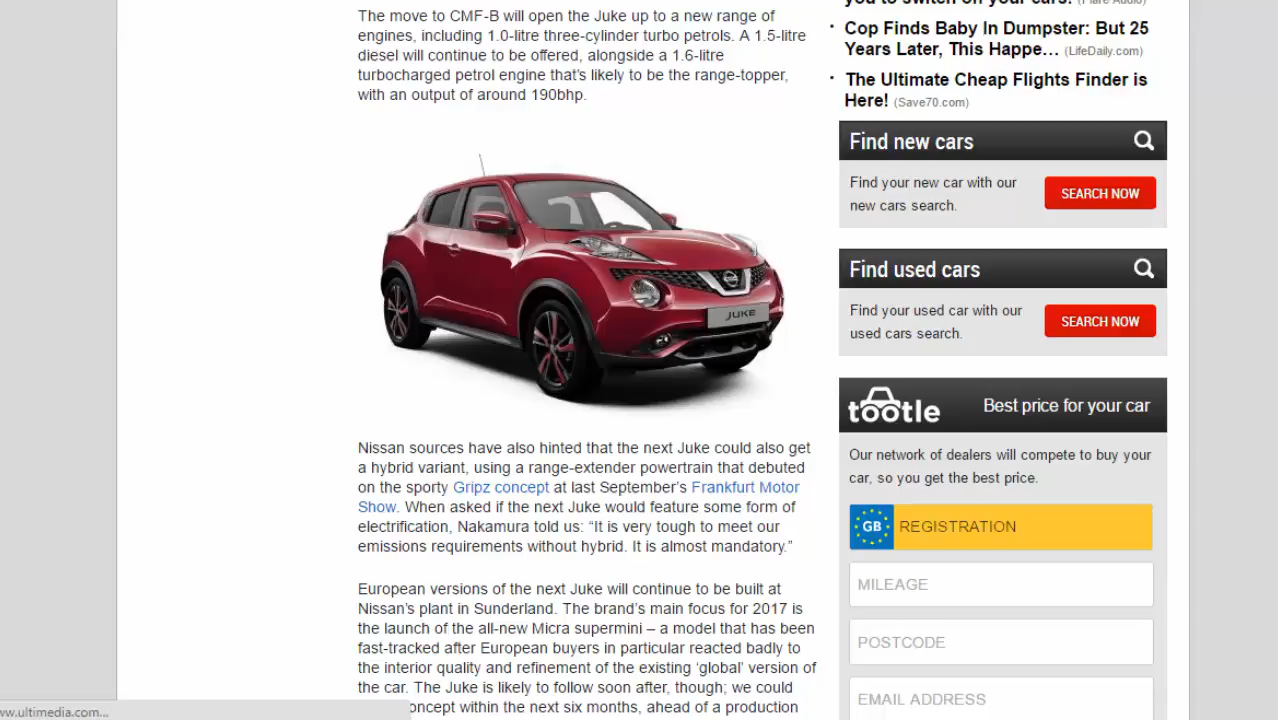 The move to CMF-B will open the Juke up to a new range of
engines, including 1.0-litre three-cylinder turbo petrols. A 1.5-litre
diesel will continue to be offered, alongside a 1.6-litre
turbocharged petrol engine that's likely to be the range-topper,
with an output of around 190bhp.
JUKE
Nissan sources have also hinted that the next Juke could also get
a hybrid variant, using a range-extender powertrain that debuted
on the sporty Gripz concept at last September's Frankfurt Motor
Show. When asked if the next Juke would feature some form of
electrification, Nakamura told us: “It is very tough to meet our
emissions requirements without hybrid. It is almost mandatory.”
European versions of the next Juke will continue to be built at
Nissan's plant in Sunderland. The brand's main focus for 2017 is
the launch of the all-new Micra supermini – a model that has been
fast-tracked after European buyers in particular reacted badly to
the interior quality and refinement of the existing ‘global’ version of
the car. The Juke is likely to follow soon after, though; we could
oncept within the next six months, ahead of a production
you to switch on your cars! (Flare Audio)
· Cop Finds Baby In Dumpster: But 25
Years Later, This Happe… (LifeDaily.com)
· The Ultimate Cheap Flights Finder is
Here! (Save70.com)
Find new cars
Find your new car with our
new cars search.
SEARCH NOW
Find used cars
Find your used car with our
used cars search.
SEARCH NOW
tootle Best price for your car
Our network of dealers will compete to buy your
car, so you get the best price.
GB REGISTRATION
MILEAGE
POSTCODE
EMAIL ADDRESS
ww.ultimedia.com...